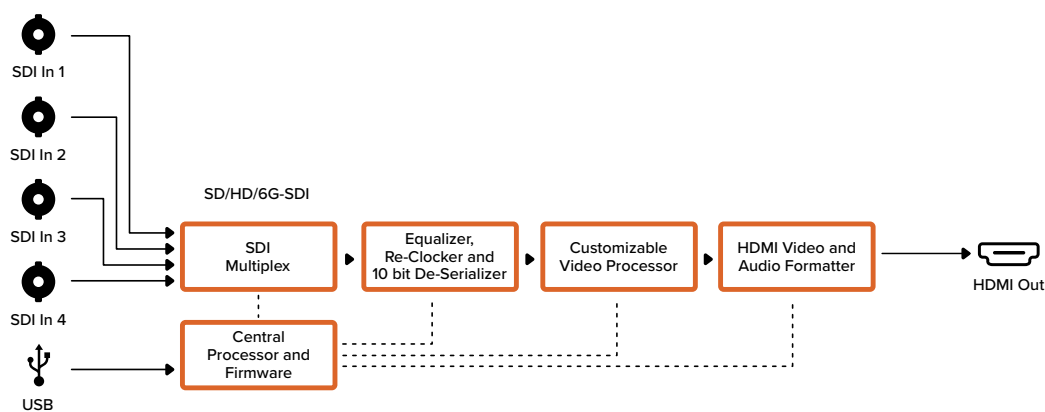 SDI In 1
SDI In 2
SDI In 3
SDI In 4
USB
SD/HD/6G-SDI
SDI
Multiplex
Equalizer,
Re-Clocker and
10 bit De-Serializer
Customizable
Video Processor
HDMI Video and
Audio Formatter
HDMI Out
Central
Processor and
Firmware